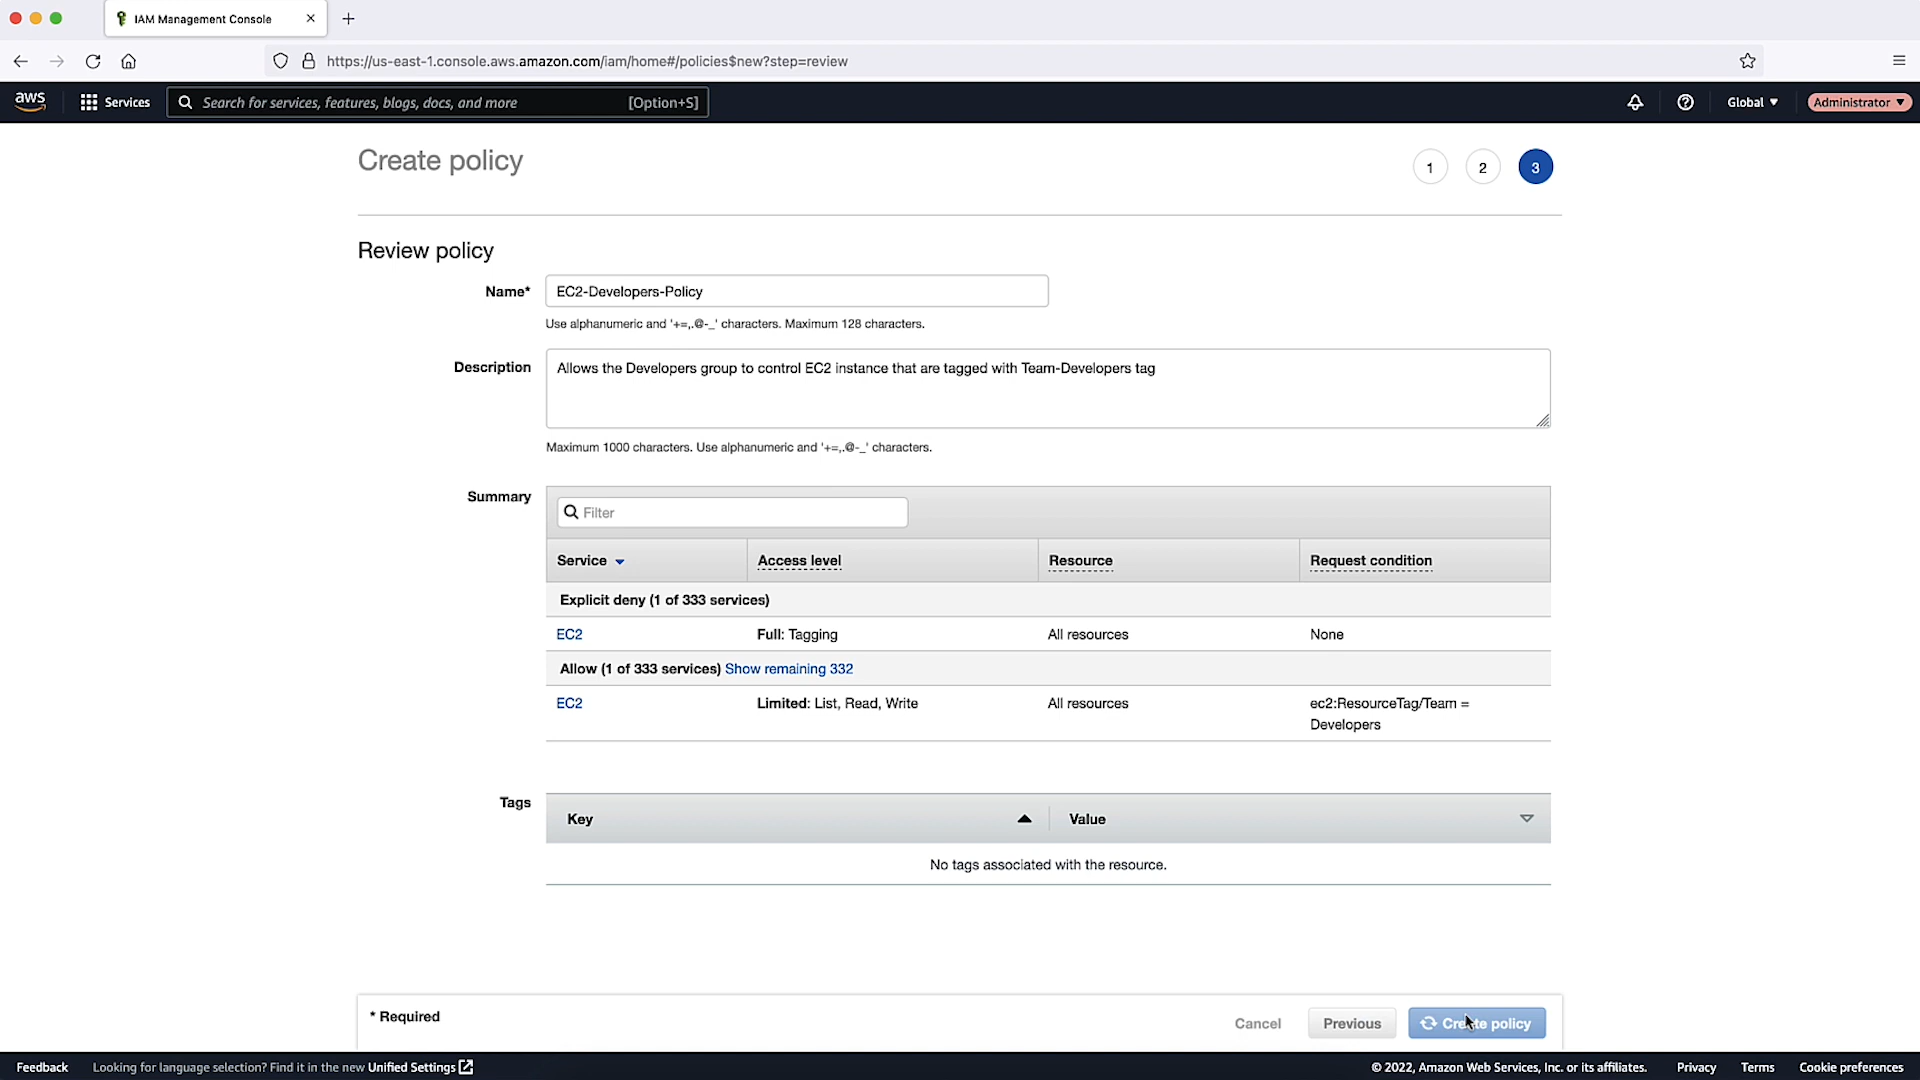 IAM Management Console
https://us-east-1.console.aws.amazon.com/iam/home#/policies$new?step=review
aws
Services
Search for services, features, blogs, docs, and more [Option+S]
Global
Administrator
Create policy
1 2 3
Review policy
Name* EC2-Developers-Policy
Use alphanumeric and '+=,.@-_' characters. Maximum 128 characters.
Description Allows the Developers group to control EC2 instance that are tagged with Team-Developers tag
Maximum 1000 characters. Use alphanumeric and '+=,.@-_' characters.
Summary
Filter
Service Access level Resource Request condition
Explicit deny (1 of 333 services)
EC2 Full: Tagging All resources None
Allow (1 of 333 services) Show remaining 332
EC2 Limited: List, Read, Write All resources ec2:ResourceTag/Team =
Developers
Tags
Key Value
No tags associated with the resource.
* Required
Cancel Previous Create policy
Feedback Looking for language selection? Find it in the new Unified Settings © 2022, Amazon Web Services, Inc. or its affiliates. Privacy Terms Cookie preferences